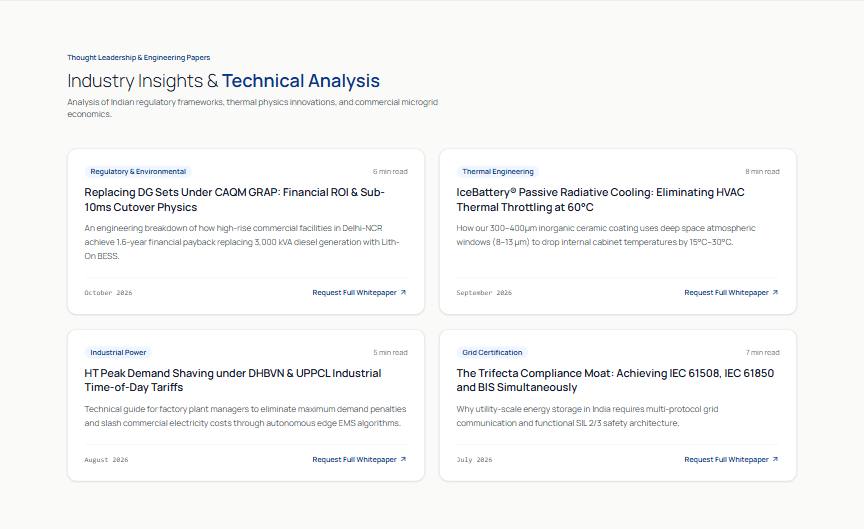 Thought Leadership & Engineering Papers
Industry Insights & Technical Analysis
Analysis of Indian regulatory frameworks, thermal physics innovations, and commercial microgrid
economics.
Regulatory & Environmental
6 min read
Replacing DG Sets Under CAQM GRAP: Financial ROI & Sub-
10ms Cutover Physics
An engineering breakdown of how high-rise commercial facilities in Delhi-NCR
achieve 1.6-year financial payback replacing 3,000 kVA diesel generation with Lith-
On BESS.
October 2026
Request Full Whitepaper ↗
Thermal Engineering
8 min read
IceBattery® Passive Radiative Cooling: Eliminating HVAC
Thermal Throttling at 60°C
How our 300–400μm inorganic ceramic coating uses deep space atmospheric
windows (8–13 μm) to drop internal cabinet temperatures by 15°C–30°C.
September 2026
Request Full Whitepaper ↗
Industrial Power
5 min read
HT Peak Demand Shaving under DHBVN & UPPCL Industrial
Time-of-Day Tariffs
Technical guide for factory plant managers to eliminate maximum demand penalties
and slash commercial electricity costs through autonomous edge EMS algorithms.
August 2026
Request Full Whitepaper ↗
Grid Certification
7 min read
The Trifecta Compliance Moat: Achieving IEC 61508, IEC 61850
and BIS Simultaneously
Why utility-scale energy storage in India requires multi-protocol grid
communication and functional SIL 2/3 safety architecture.
July 2026
Request Full Whitepaper ↗